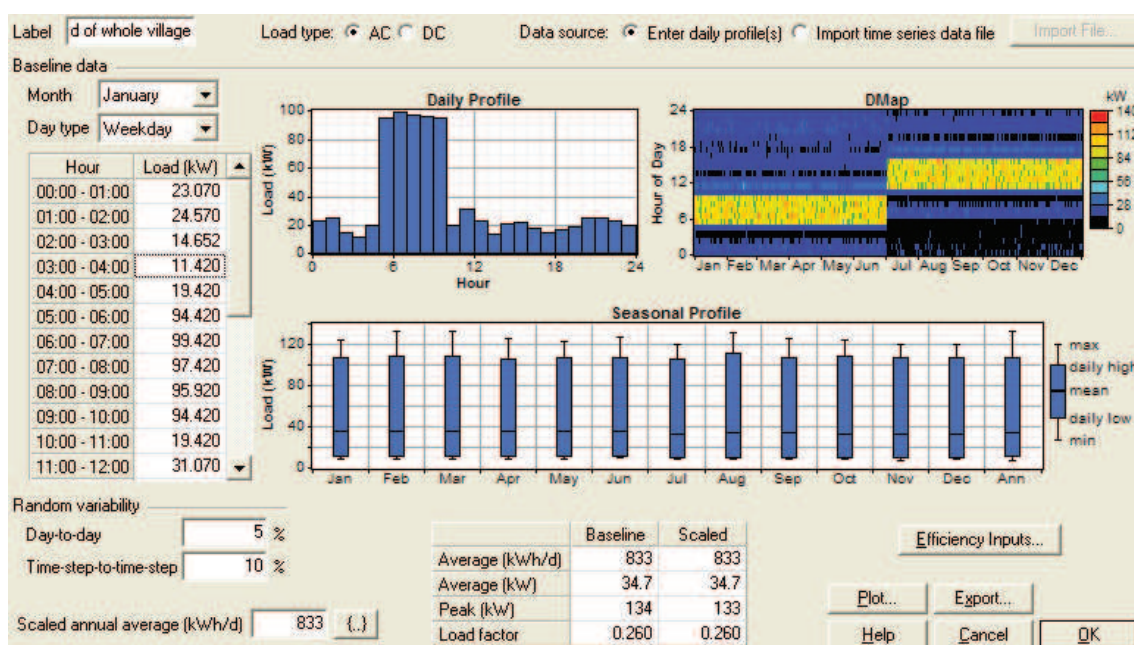 Label d of whole village Load type: AC DC Data source: Enter daily profile(s) Import time series data file Import File...
Baseline data
Month January
Day type Weekday
Hour Load (kW)
00:00 - 01:00 23.070
01:00 - 02:00 24.570
02:00 - 03:00 14.652
03:00 - 04:00 11.420
04:00 - 05:00 19.420
05:00 - 06:00 94.420
06:00 - 07:00 99.420
07:00 - 08:00 97.420
08:00 - 09:00 95.920
09:00 - 10:00 94.420
10:00 - 11:00 19.420
11:00 - 12:00 31.070
Daily Profile
Load (kW)
100
80
60
40
20
0
0 6 12 18 24
Hour
DMap
Hour of Day
24
18
12
6
0
Jan Feb Mar Apr May Jun Jul Aug Sep Oct Nov Dec
kW
140
112
84
56
28
0
Seasonal Profile
Load (kW)
120
80
40
0
Jan Feb Mar Apr May Jun Jul Aug Sep Oct Nov Dec Ann
max
daily high
mean
daily low
min
Random variability
Day-to-day 5 %
Time-step-to-time-step 10 %
Scaled annual average (kWh/d) 833 {..}
Baseline Scaled
Average (kWh/d) 833 833
Average (kW) 34.7 34.7
Peak (kW) 134 133
Load factor 0.260 0.260
Efficiency Inputs...
Plot... Export...
Help Cancel OK